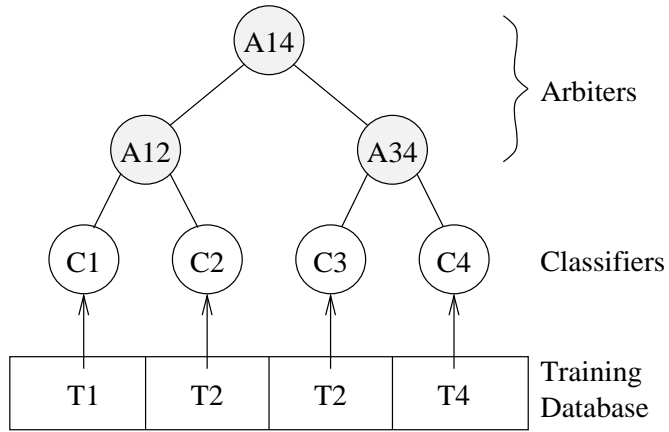 A14
Arbiters
A12
A34
C1
C2
C3
C4
Classifiers
T1
T2
T2
T4
Training
Database